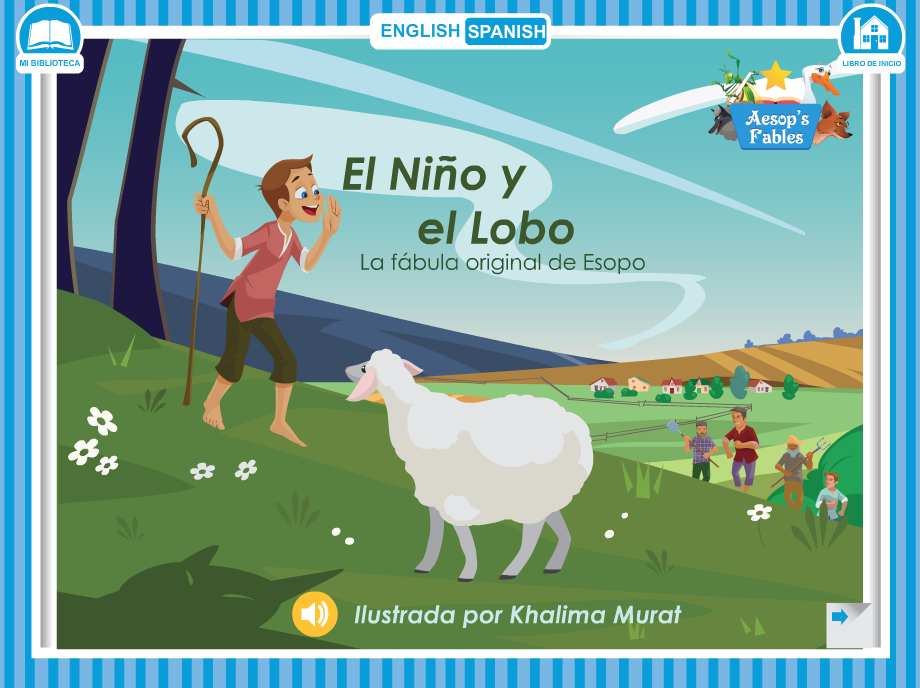 ENGLISH SPANISH
MI BIBLIOTECA
LIBRO DE INICIO
Aesop's
Fables
El Niño y
el Lobo
La fábula original de Esopo
Ilustrada por Khalima Murat